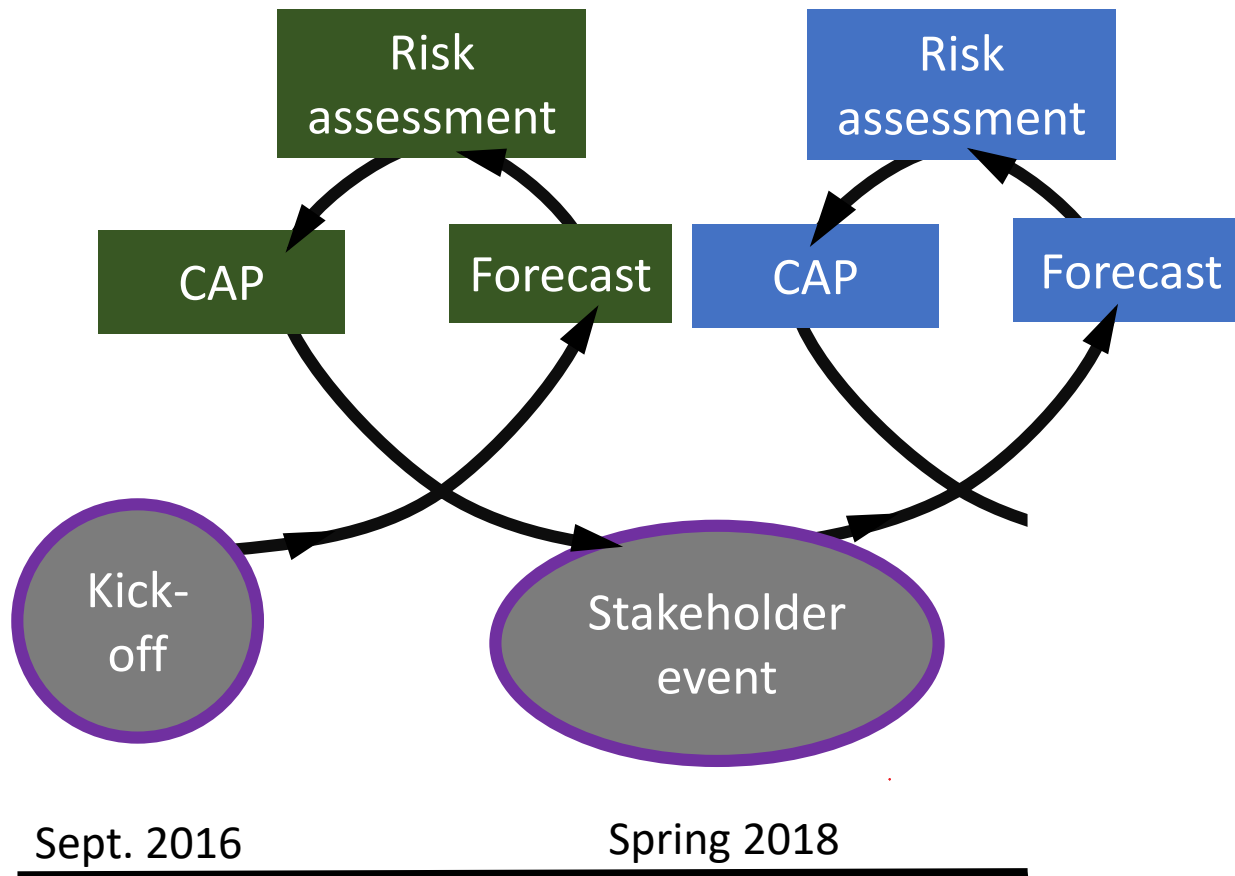 Risk
assessment
Risk
assessment
CAP
Forecast
CAP
Forecast
Kick-
off
Stakeholder
event
Sept. 2016
Spring 2018